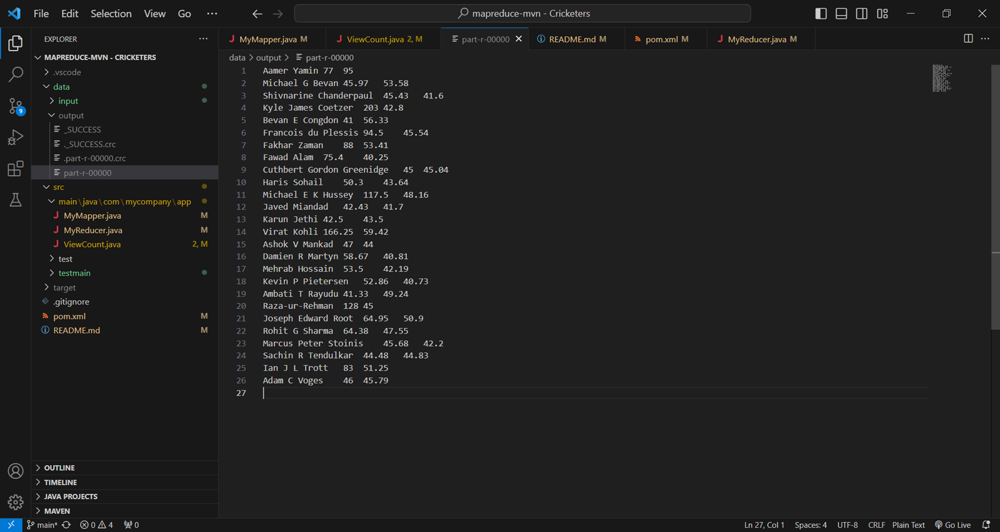 File Edit Selection View Go ··· mapreduce-mvn - Cricketers
EXPLORER ···
MAPREDUCE-MVN - CRICKETERS
.vscode
data
input
output
_SUCCESS
._SUCCESS.crc
.part-r-00000.crc
part-r-00000
src
main\java\com\mycompany\app
MyMapper.java M
MyReducer.java M
ViewCount.java 2, M
test
testmain
target
.gitignore
pom.xml M
README.md M
OUTLINE
TIMELINE
JAVA PROJECTS
MAVEN
9
MyMapper.java M ViewCount.java 2, M part-r-00000 README.md M pom.xml M MyReducer.java M ···
data > output > part-r-00000
1 Aamer Yamin 77 95
2 Michael G Bevan 45.97 53.58
3 Shivnarine Chanderpaul 45.43 41.6
4 Kyle James Coetzer 203 42.8
5 Bevan E Congdon 41 56.33
6 Francois du Plessis 94.5 45.54
7 Fakhar Zaman 88 53.41
8 Fawad Alam 75.4 40.25
9 Cuthbert Gordon Greenidge 45 45.04
10 Haris Sohail 50.3 43.64
11 Michael E K Hussey 117.5 48.16
12 Javed Miandad 42.43 41.7
13 Karun Jethi 42.5 43.5
14 Virat Kohli 166.25 59.42
15 Ashok V Mankad 47 44
16 Damien R Martyn 58.67 40.81
17 Mehrab Hossain 53.5 42.19
18 Kevin P Pietersen 52.86 40.73
19 Ambati T Rayudu 41.33 49.24
20 Raza-ur-Rehman 128 45
21 Joseph Edward Root 64.95 50.9
22 Rohit G Sharma 64.38 47.55
23 Marcus Peter Stoinis 45.68 42.2
24 Sachin R Tendulkar 44.48 44.83
25 Ian J L Trott 83 51.25
26 Adam C Voges 46 45.79
27
main* 0 4 0 Ln 27, Col 1 Spaces: 4 UTF-8 CRLF Plain Text Go Live